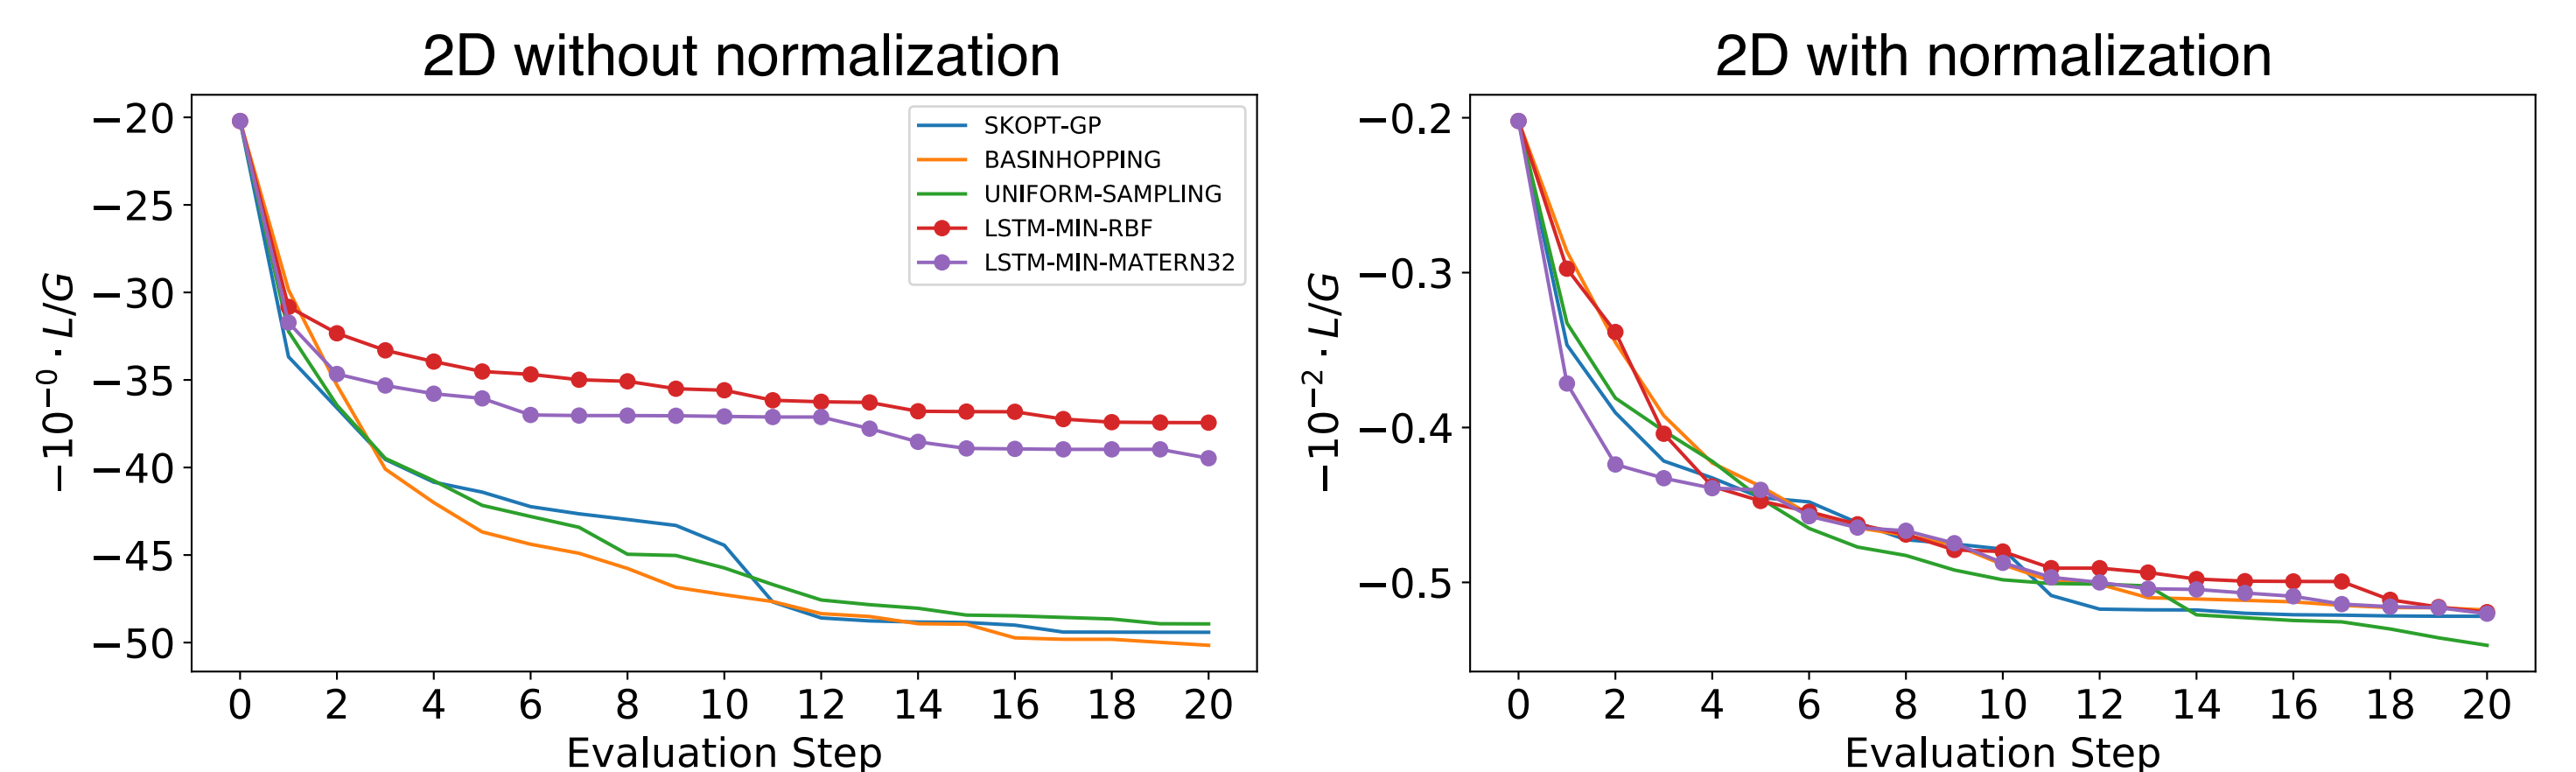 2D without normalization
−20
−25
−30
−35
−40
−45
−50
−10⁻⁰ · L/G
SKOPT-GP
BASINHOPPING
UNIFORM-SAMPLING
LSTM-MIN-RBF
LSTM-MIN-MATERN32
0 2 4 6 8 10 12 14 16 18 20
Evaluation Step
2D with normalization
−0.2
−0.3
−0.4
−0.5
−10⁻² · L/G
0 2 4 6 8 10 12 14 16 18 20
Evaluation Step